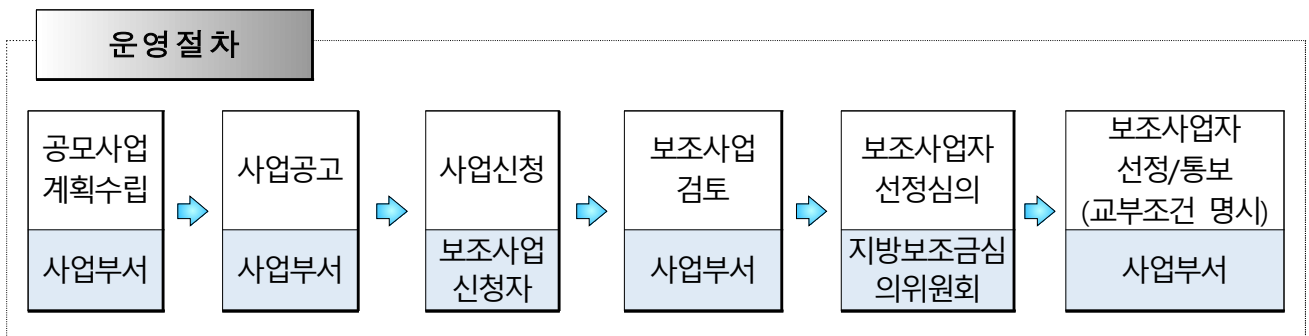 운영절차
공모사업
계획수립
사업부서
사업공고
사업부서
사업신청
보조사업
신청자
보조사업
검토
사업부서
보조사업자
선정심의
지방보조금심
의위원회
보조사업자
선정/통보
(교부조건 명시)
사업부서